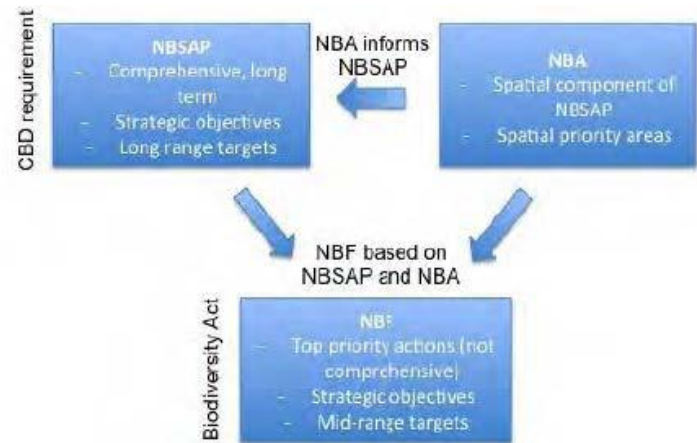 CBD requirement
NBSAP
- Comprehensive, long
term
- Strategic objectives
- Long range targets
NBA informs
NBSAP
NBA
- Spatial component of
NBSAP
- Spatial priority areas
NBF based on
NBSAP and NBA
Biodiversity Act
NBF
- Top priority actions (not
comprehensive)
- Strategic objectives
- Mid-range targets